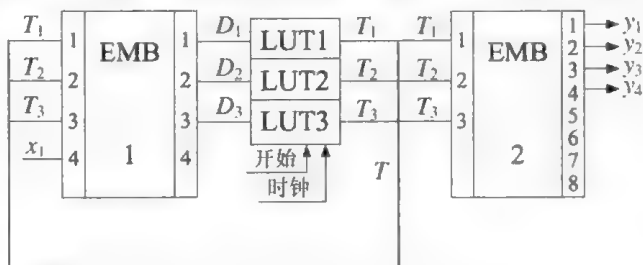 T₁ 1 EMB 1 D₁ LUT1 T₁ T₁ 1 EMB 1 y₁
T₂ 2 2 D₂ LUT2 T₂ T₂ 2 2 y₂
T₃ 3 3 D₃ LUT3 T₃ T₃ 3 3 y₃
x₁ 4 1 4 开始 T 2 4 y₄
时钟 5
6
7
8